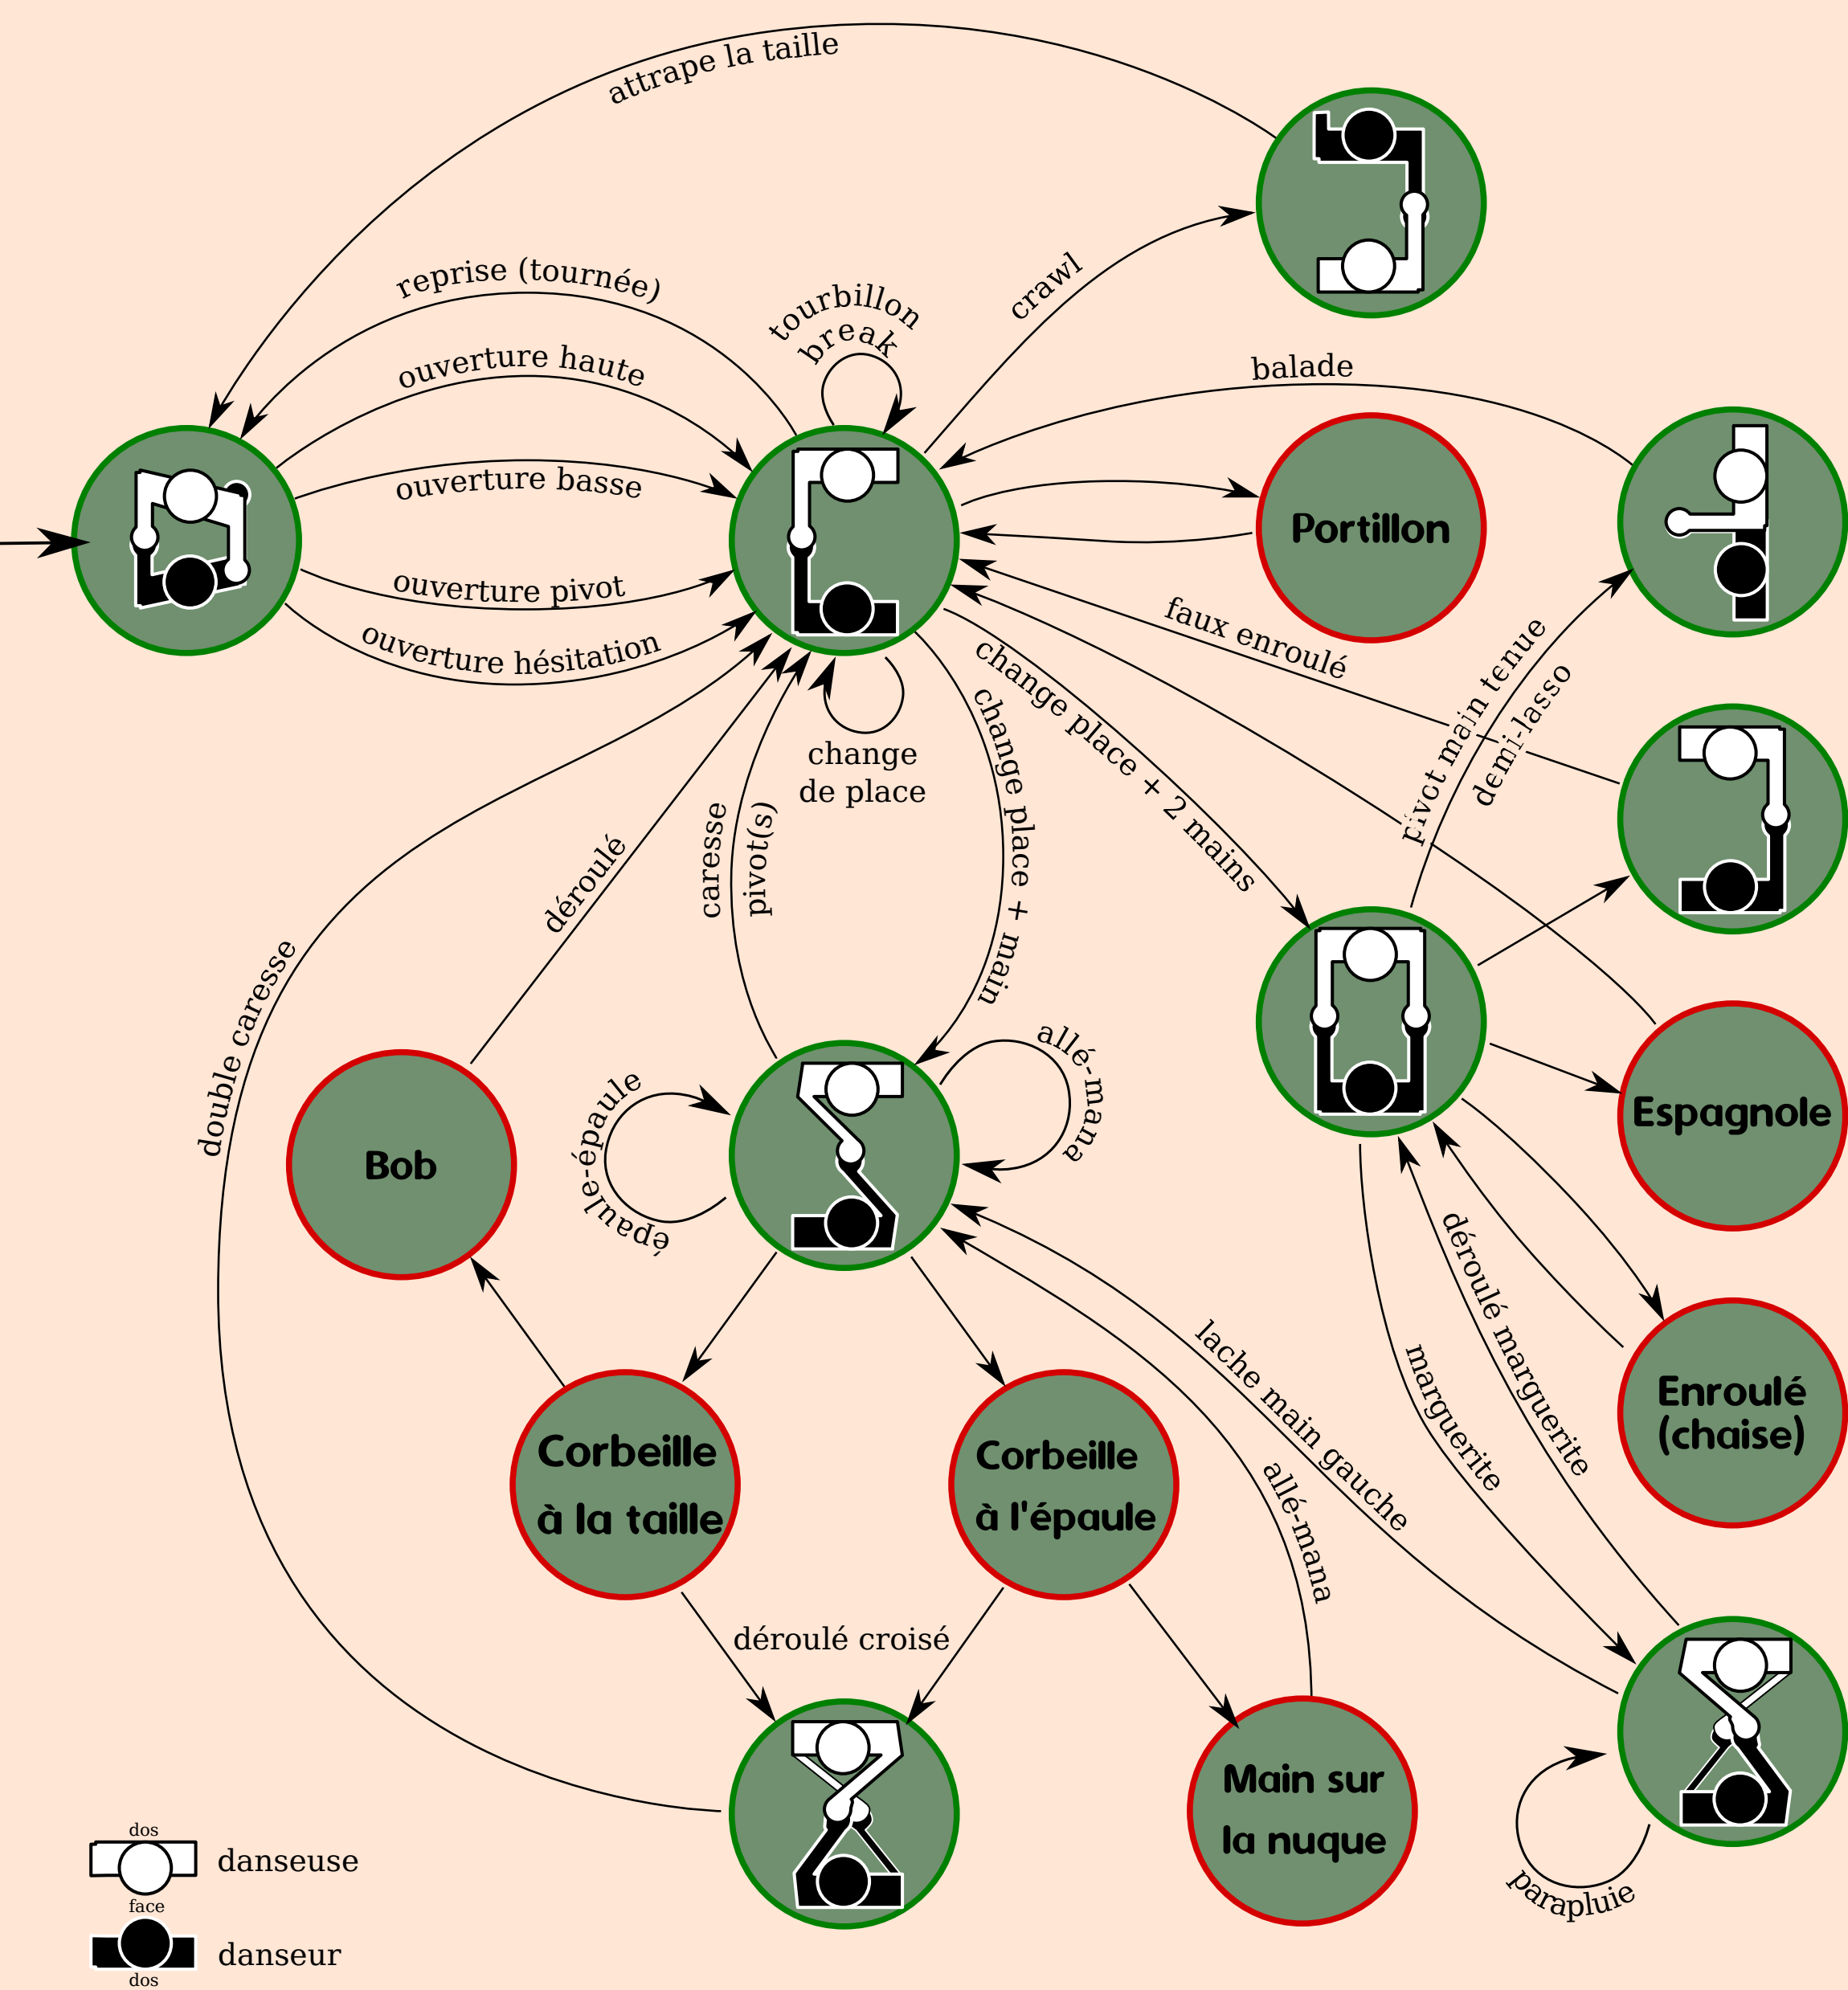 attrape la taille
reprise (tournée)
ouverture haute
ouverture basse
ouverture pivot
ouverture hésitation
tourbillon
break
crawl
balade
Portillon
faux enroulé
change place + 2 mains
change place + main
pivot main tenue
demi-lasso
change
de place
caresse
pivot(s)
déroulé
double caresse
Bob
épaule-épaule
allé-mana
Espagnole
Enroulé
(chaise)
déroulé marguerite
marguerite
lache main gauche
allé-mana
Corbeille
à la taille
Corbeille
à l'épaule
déroulé croisé
Main sur
la nuque
parapluie
dos
danseuse
face
danseur
dos